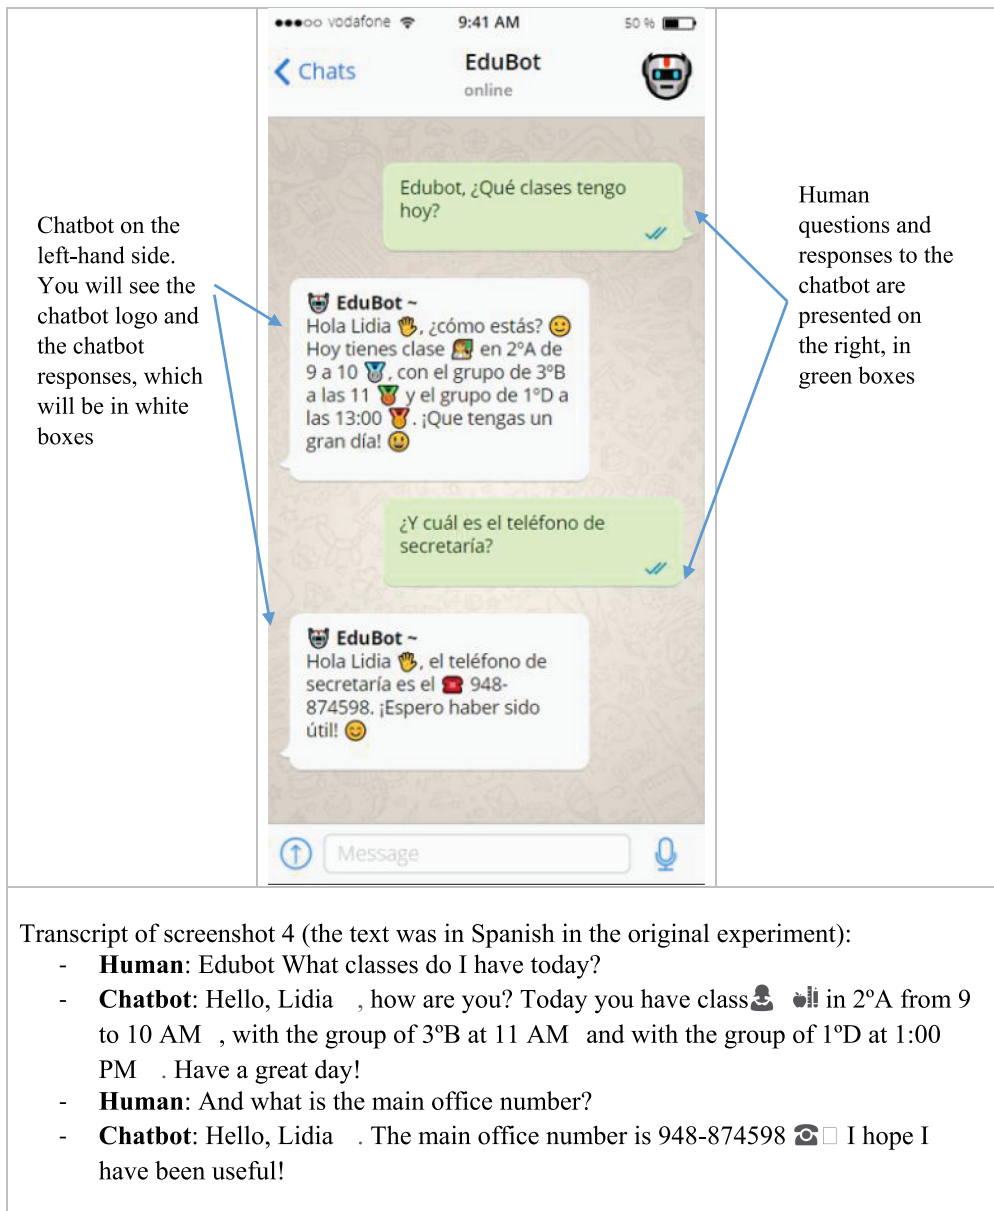 vodafone 9:41 AM 50 %
Chats
EduBot
online
Edubot, ¿Qué clases tengo
hoy?
EduBot ~
Hola Lidia 🖐, ¿cómo estás? 🙂
Hoy tienes clase 👩‍🏫 en 2ºA de
9 a 10 🥈, con el grupo de 3ºB
a las 11 🥇 y el grupo de 1ºD a
las 13:00 🥉. ¡Que tengas un
gran día! 🙂
¿Y cuál es el teléfono de
secretaría?
EduBot ~
Hola Lidia 🖐, el teléfono de
secretaría es el ☎ 948-
874598. ¡Espero haber sido
útil! 😊
Message
Chatbot on the
left-hand side.
You will see the
chatbot logo and
the chatbot
responses, which
will be in white
boxes
Human
questions and
responses to the
chatbot are
presented on
the right, in
green boxes
Transcript of screenshot 4 (the text was in Spanish in the original experiment):
- Human: Edubot What classes do I have today?
- Chatbot: Hello, Lidia , how are you? Today you have class in 2ºA from 9
to 10 AM , with the group of 3ºB at 11 AM and with the group of 1ºD at 1:00
PM . Have a great day!
- Human: And what is the main office number?
- Chatbot: Hello, Lidia . The main office number is 948-874598 ☎□ I hope I
have been useful!